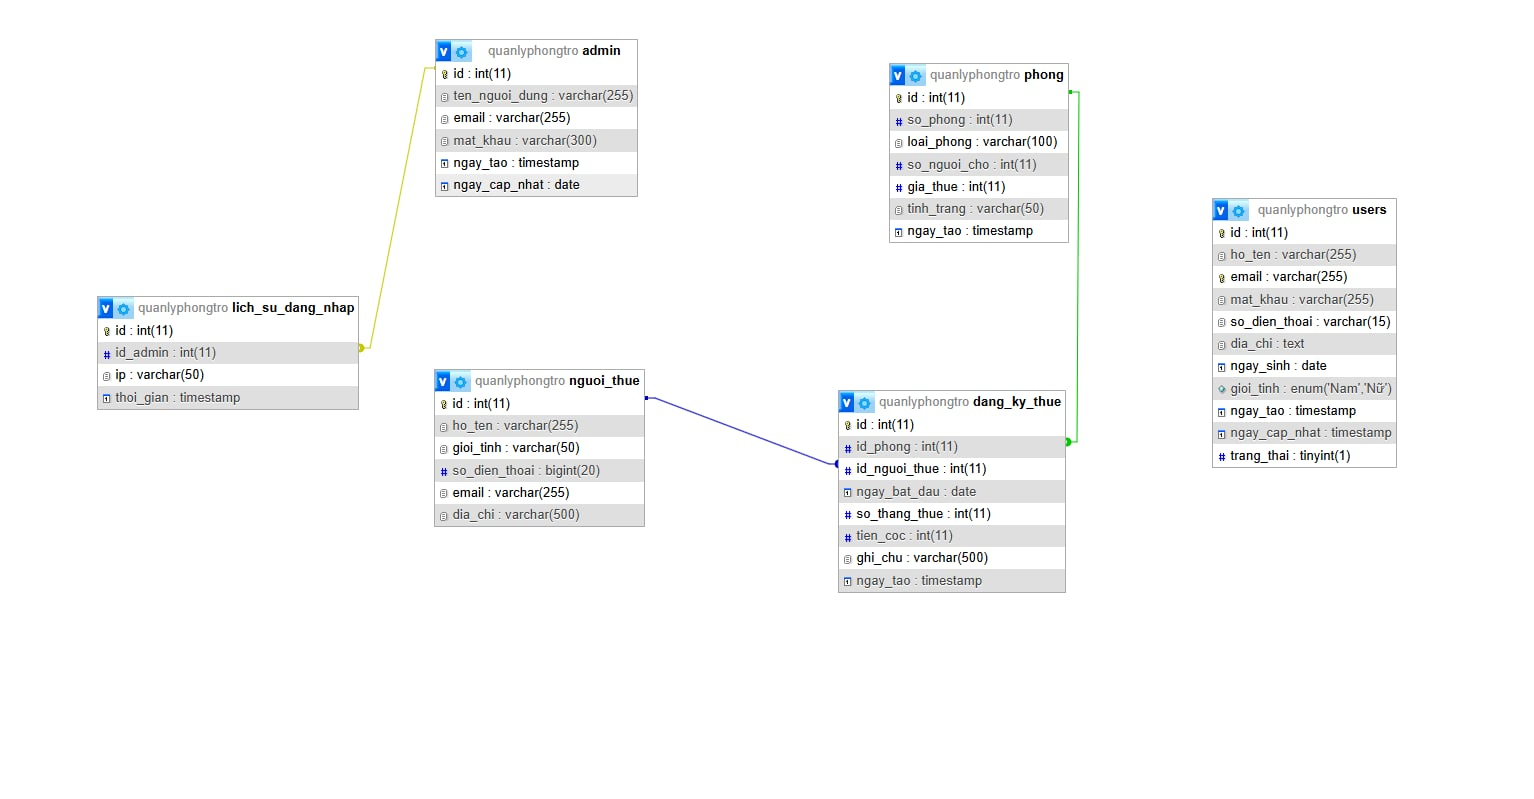 quanlyphongtro admin
id : int(11)
ten_nguoi_dung : varchar(255)
email : varchar(255)
mat_khau : varchar(300)
ngay_tao : timestamp
ngay_cap_nhat : date
quanlyphongtro phong
id : int(11)
so_phong : int(11)
loai_phong : varchar(100)
so_nguoi_cho : int(11)
gia_thue : int(11)
tinh_trang : varchar(50)
ngay_tao : timestamp
quanlyphongtro users
id : int(11)
ho_ten : varchar(255)
email : varchar(255)
mat_khau : varchar(255)
so_dien_thoai : varchar(15)
dia_chi : text
ngay_sinh : date
gioi_tinh : enum('Nam','Nữ')
ngay_tao : timestamp
ngay_cap_nhat : timestamp
trang_thai : tinyint(1)
quanlyphongtro lich_su_dang_nhap
id : int(11)
id_admin : int(11)
ip : varchar(50)
thoi_gian : timestamp
quanlyphongtro nguoi_thue
id : int(11)
ho_ten : varchar(255)
gioi_tinh : varchar(50)
so_dien_thoai : bigint(20)
email : varchar(255)
dia_chi : varchar(500)
quanlyphongtro dang_ky_thue
id : int(11)
id_phong : int(11)
id_nguoi_thue : int(11)
ngay_bat_dau : date
so_thang_thue : int(11)
tien_coc : int(11)
ghi_chu : varchar(500)
ngay_tao : timestamp